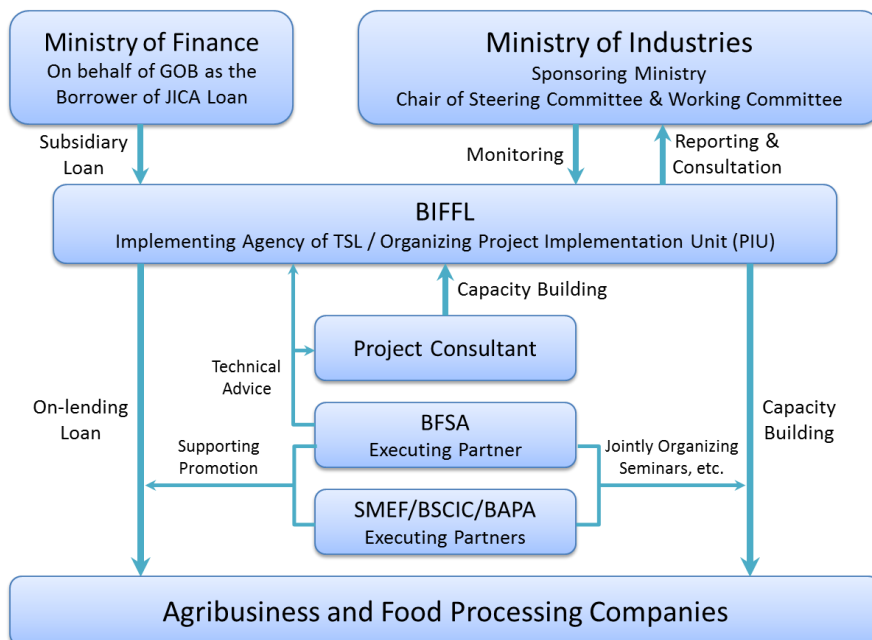 Ministry of Finance
On behalf of GOB as the
Borrower of JICA Loan
Ministry of Industries
Sponsoring Ministry
Chair of Steering Committee & Working Committee
Subsidiary
Loan
Monitoring
Reporting &
Consultation
BIFFL
Implementing Agency of TSL / Organizing Project Implementation Unit (PIU)
Capacity Building
Project Consultant
Technical
Advice
On-lending
Loan
BFSA
Executing Partner
Capacity
Building
Supporting
Promotion
Jointly Organizing
Seminars, etc.
SMEF/BSCIC/BAPA
Executing Partners
Agribusiness and Food Processing Companies